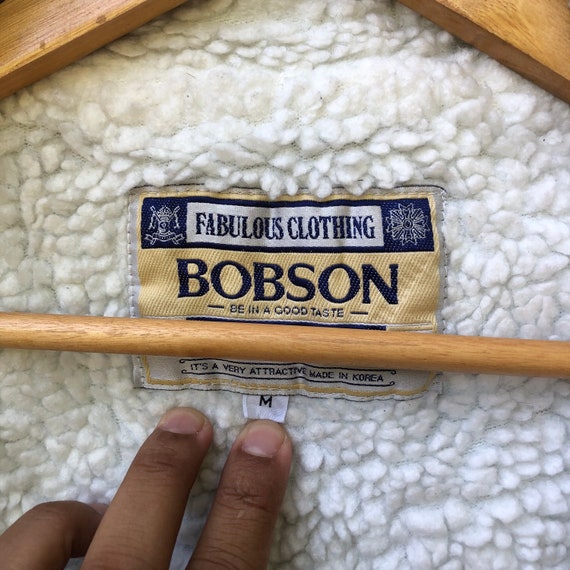 FABULOUS CLOTHING
BOBSON
BE IN A GOOD TASTE
IT'S A VERY ATTRACTIVE MADE IN KOREA
M